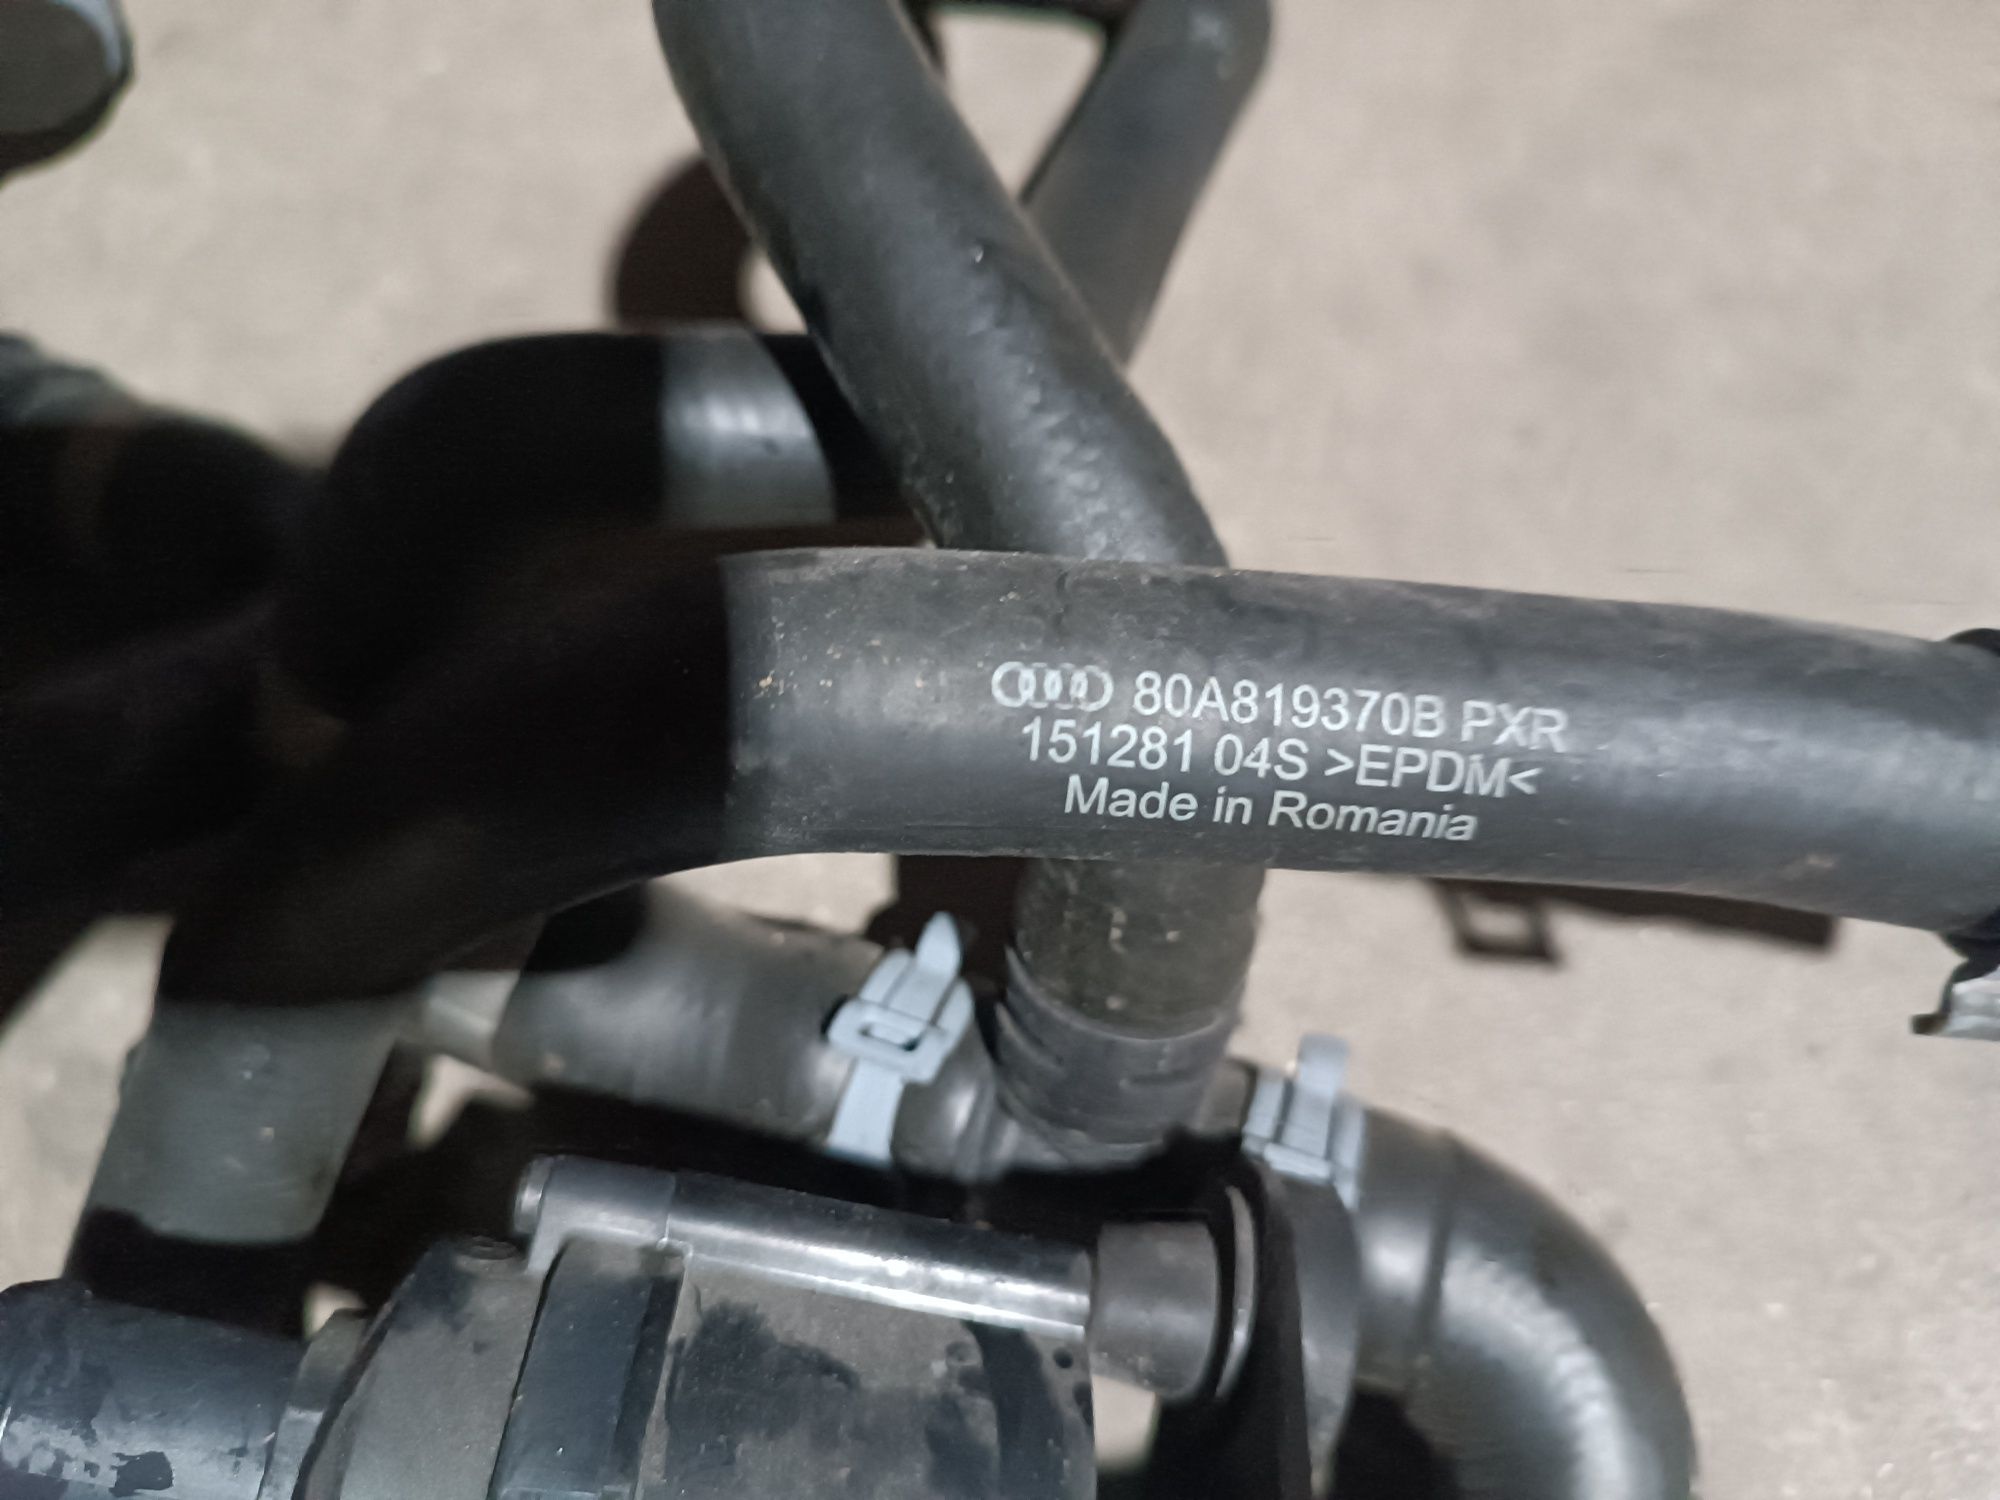 80A819370B PXR
151281 04S >EPDM<
Made in Romania